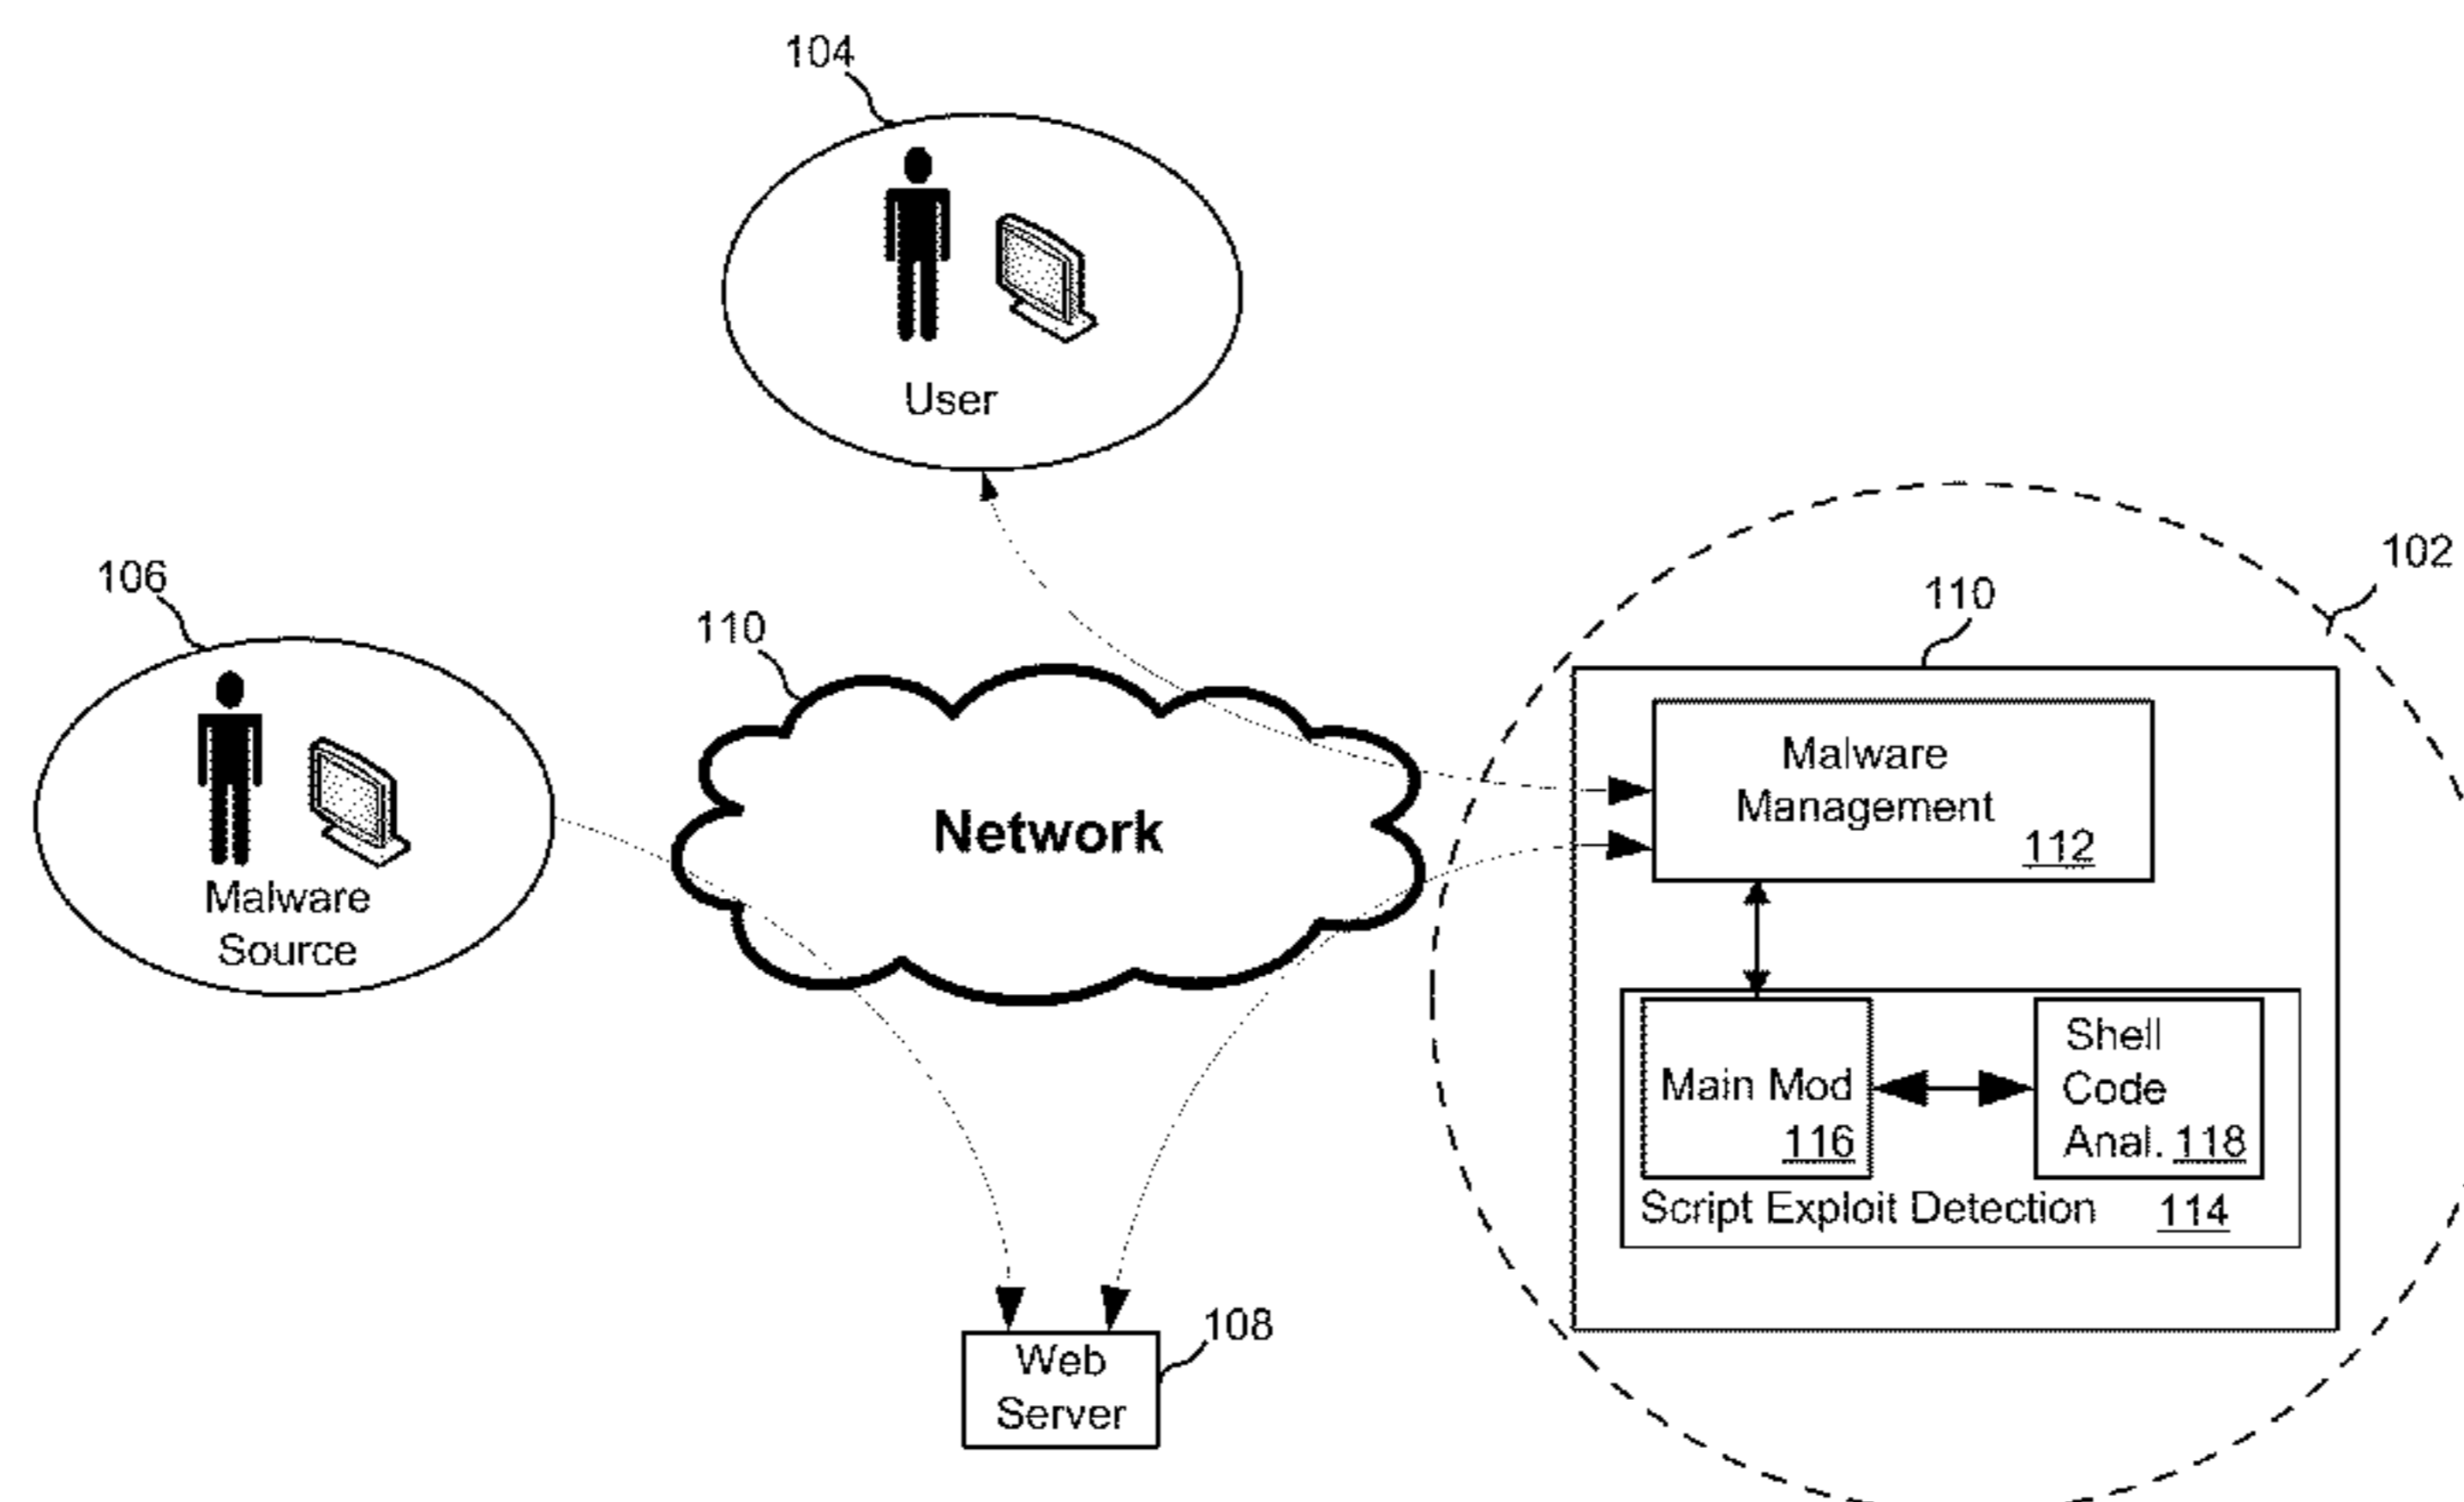 104
User
106
Malware
Source
110
Network
102
110
Malware
Management
112
Main Mod
116
Shell
Code
Anal. 118
Script Exploit Detection 114
108
Web
Server